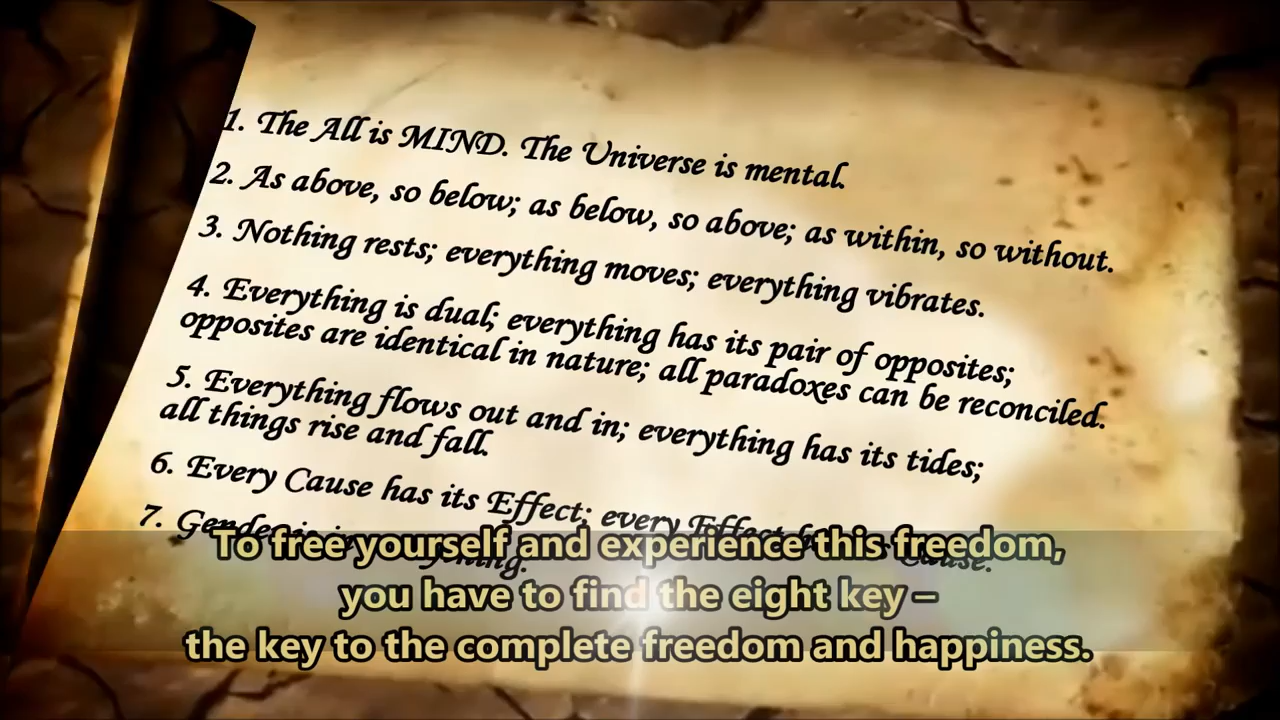 1. The All is MIND. The Universe is mental.
2. As above, so below; as below, so above; as within, so without.
3. Nothing rests; everything moves; everything vibrates.
4. Everything is dual; everything has its pair of opposites;
opposites are identical in nature; all paradoxes can be reconciled.
5. Everything flows out and in; everything has its tides;
all things rise and fall.
6. Every Cause has its Effect; every Effect Cause.
7. Gender is
To free yourself and experience this freedom,
you have to find the eight key –
the key to the complete freedom and happiness.